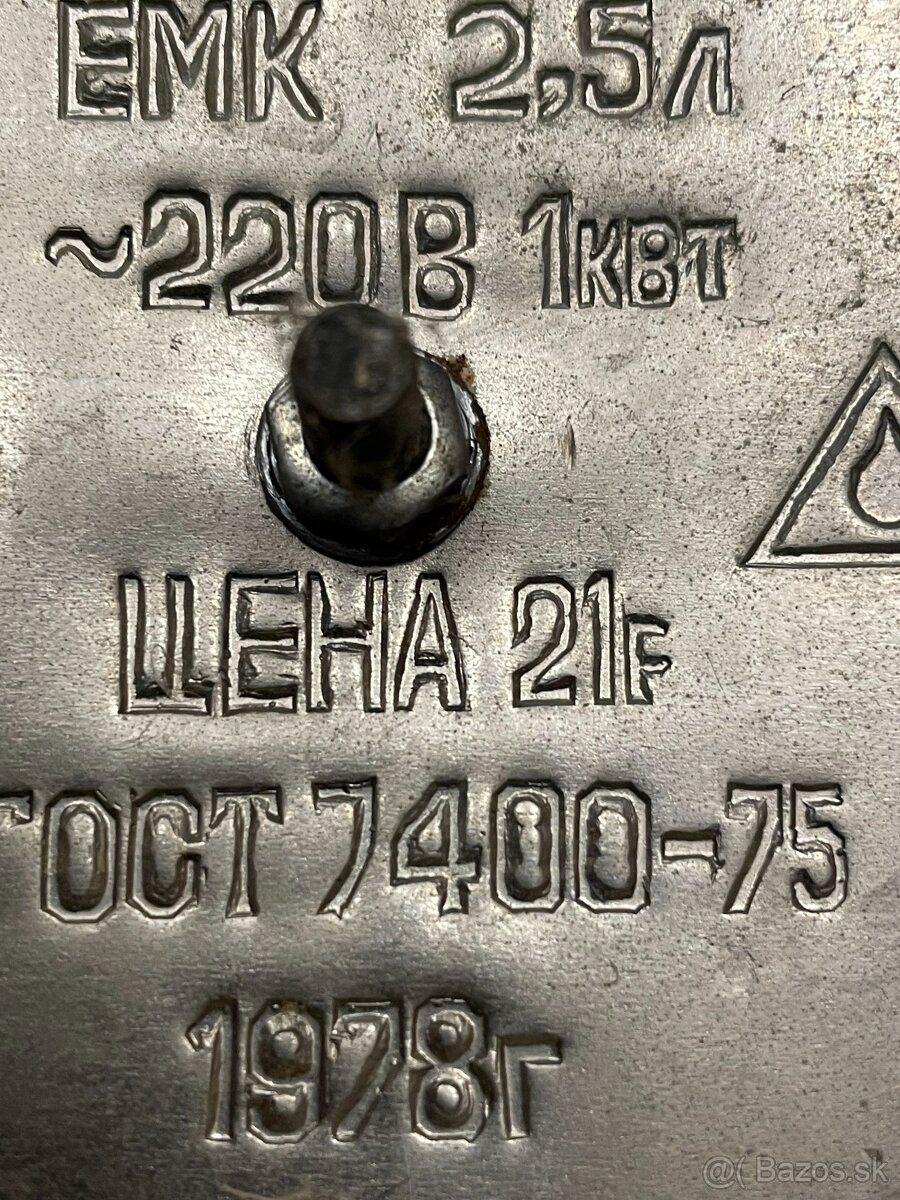 ЕМК 2,5л
~220В 1кВт
ЦЕНА 21р
ГОСТ 7400-75
1978г
@( Bazos.sk